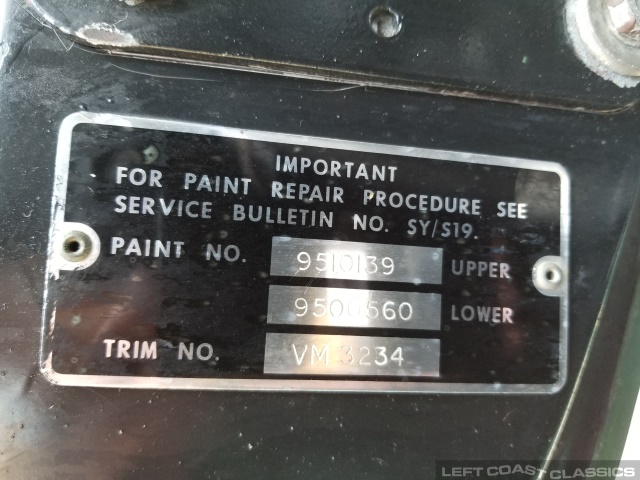 IMPORTANT
FOR PAINT REPAIR PROCEDURE SEE
SERVICE BULLETIN NO. SY/S19.
PAINT NO. 9510139 UPPER
9500560 LOWER
TRIM NO. VM 3234
LEFT COAST CLASSICS